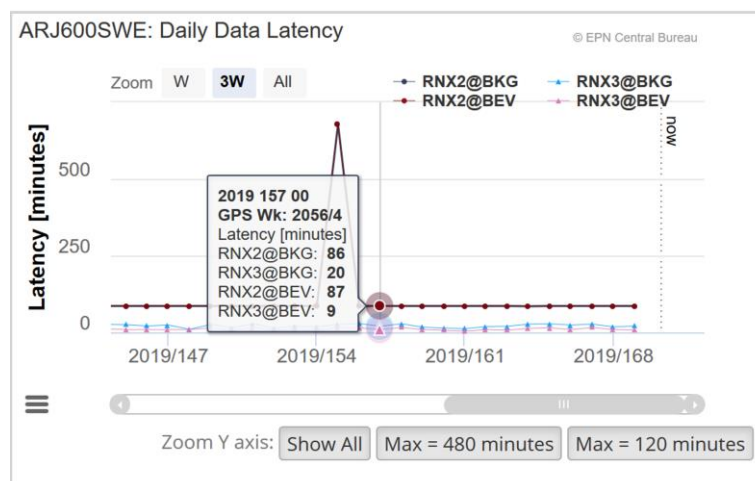 ARJ600SWE: Daily Data Latency
© EPN Central Bureau
Zoom W 3W All
RNX2@BKG RNX3@BKG
RNX2@BEV RNX3@BEV
now
Latency [minutes]
500
250
0
2019 157 00
GPS Wk: 2056/4
Latency [minutes]
RNX2@BKG: 86
RNX3@BKG: 20
RNX2@BEV: 87
RNX3@BEV: 9
2019/147 2019/154 2019/161 2019/168
Zoom Y axis: Show All Max = 480 minutes Max = 120 minutes